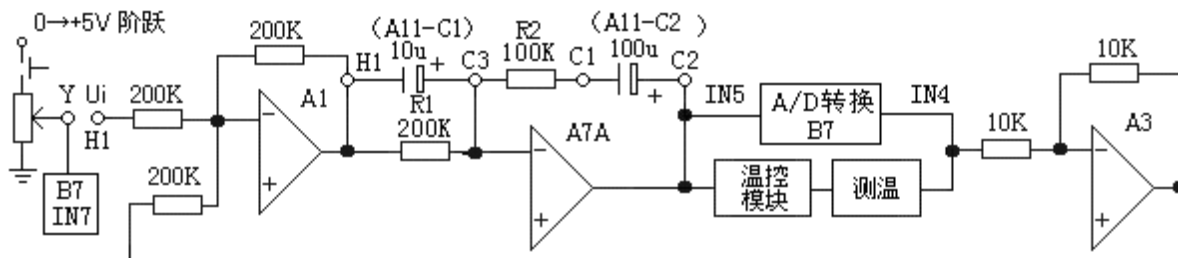 0→+5V 阶跃
Y Ui
H1
B7
IN7
200K
200K
200K
A1
H1
(A11-C1)
10u
+
C3
R1
200K
R2
100K
C1
(A11-C2)
100u
+
C2
A7A
IN5
A/D转换
B7
IN4
温控
模块
测温
10K
10K
A3
−
+
−
+
−
+